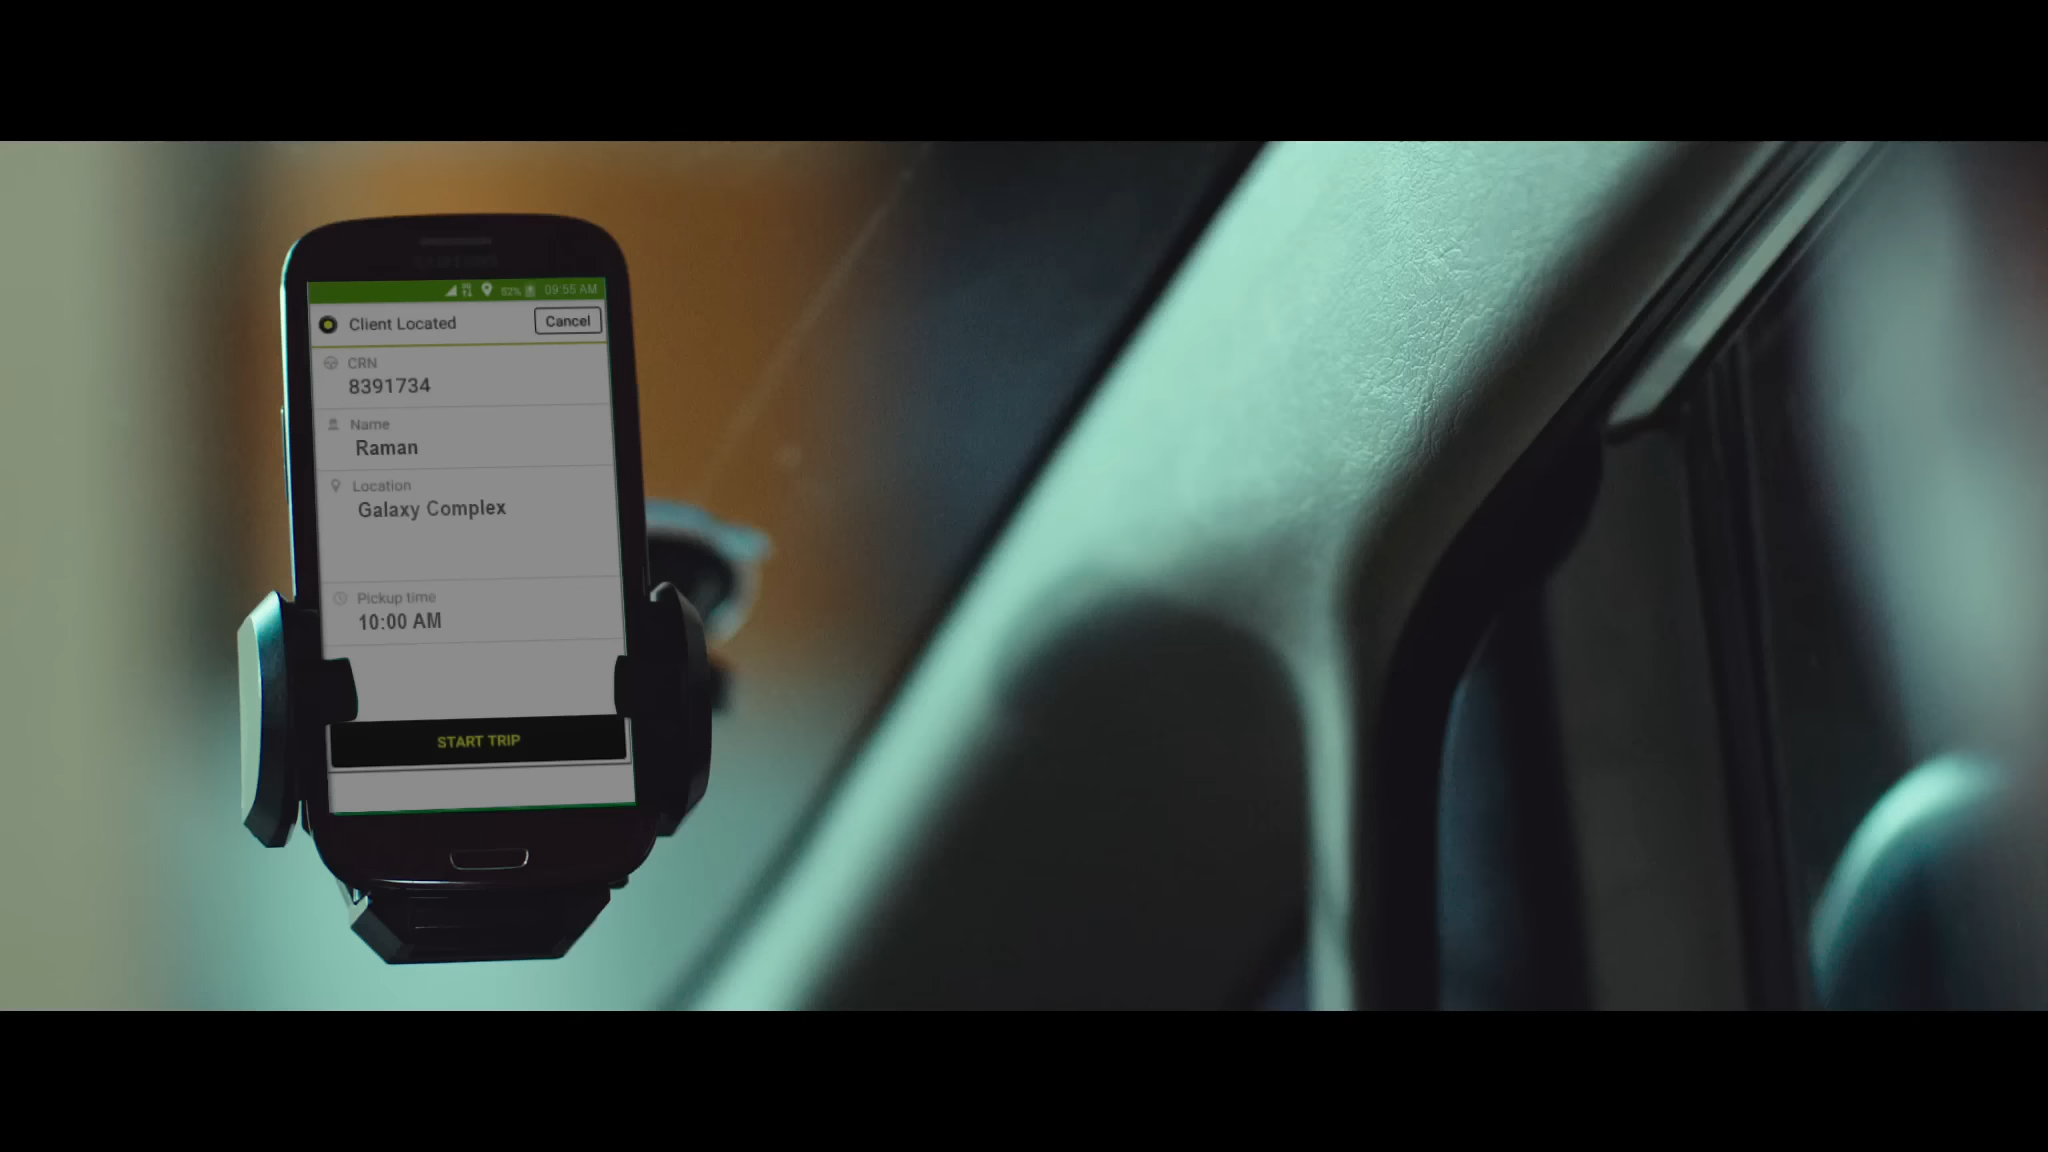 SAMSUNG
52% 09:55 AM
Client Located Cancel
CRN
8391734
Name
Raman
Location
Galaxy Complex
Pickup time
10:00 AM
START TRIP